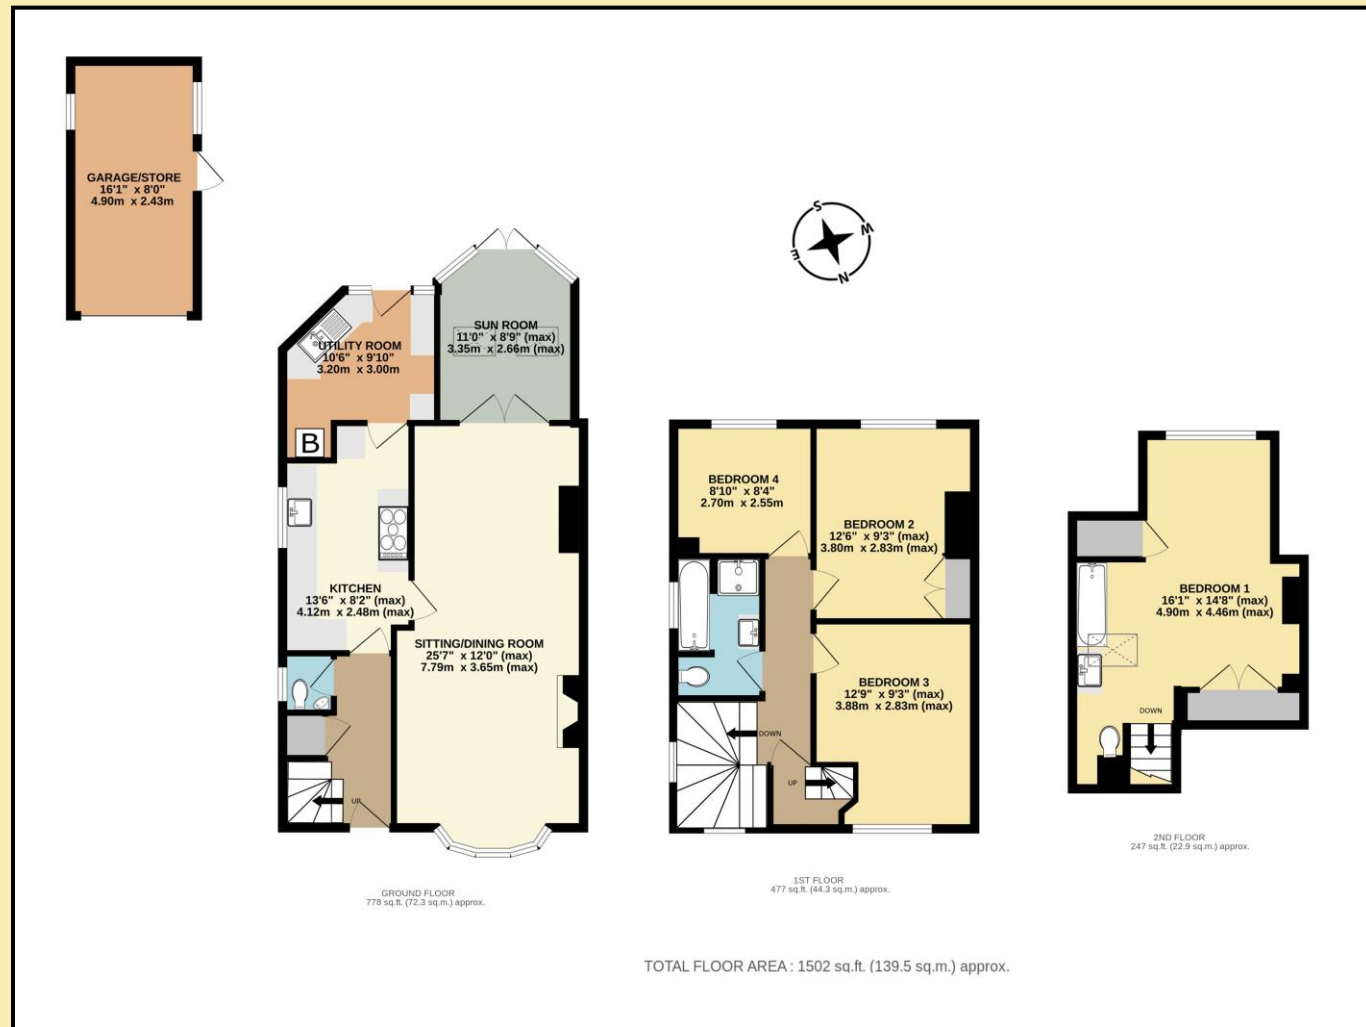 GARAGE/STORE
16'1" x 8'0"
4.90m x 2.43m
S
W
E
N
SUN ROOM
11'0" x 8'9" (max)
3.35m x 2.66m (max)
UTILITY ROOM
10'6" x 9'10"
3.20m x 3.00m
B
KITCHEN
13'6" x 8'2" (max)
4.12m x 2.48m (max)
SITTING/DINING ROOM
25'7" x 12'0" (max)
7.79m x 3.65m (max)
UP
GROUND FLOOR
778 sq.ft. (72.3 sq.m.) approx.
BEDROOM 4
8'10" x 8'4"
2.70m x 2.55m
BEDROOM 2
12'6" x 9'3" (max)
3.80m x 2.83m (max)
BEDROOM 3
12'9" x 9'3" (max)
3.88m x 2.83m (max)
DOWN
UP
1ST FLOOR
477 sq.ft. (44.3 sq.m.) approx.
BEDROOM 1
16'1" x 14'8" (max)
4.90m x 4.46m (max)
DOWN
2ND FLOOR
247 sq.ft. (22.9 sq.m.) approx.
TOTAL FLOOR AREA : 1502 sq.ft. (139.5 sq.m.) approx.